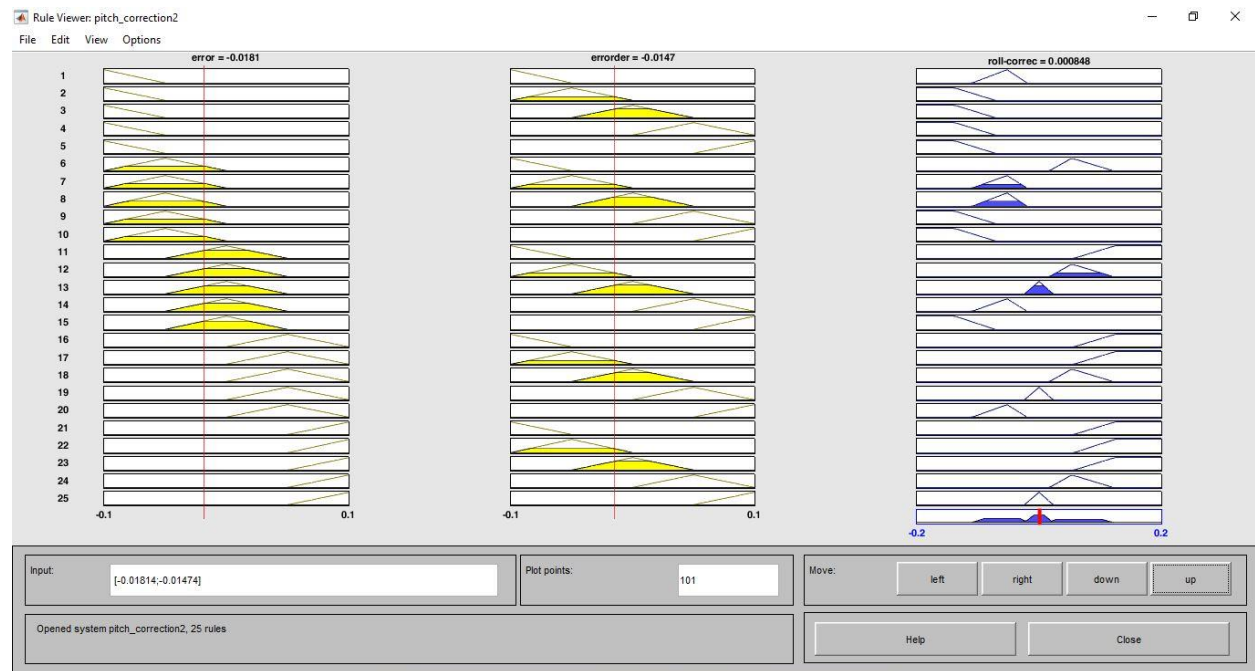 Rule Viewer: pitch_correction2
File Edit View Options
error = -0.0181
errorder = -0.0147
roll-correc = 0.000848
1
2
3
4
5
6
7
8
9
10
11
12
13
14
15
16
17
18
19
20
21
22
23
24
25
-0.1 0.1
-0.1 0.1
-0.2 0.2
Input: [-0.01814;-0.01474]
Plot points: 101
Move: left right down up
Opened system pitch_correction2, 25 rules
Help Close